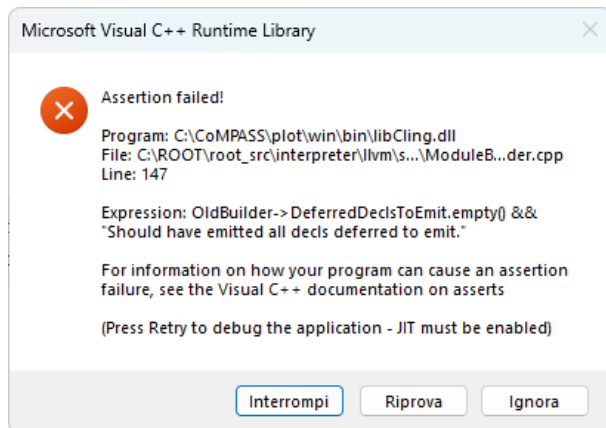 Microsoft Visual C++ Runtime Library
Assertion failed!
Program: C:\CoMPASS\plot\win\bin\libCling.dll
File: C:\ROOT\root_src\interpreter\llvm\s...\ModuleB...der.cpp
Line: 147
Expression: OldBuilder->DeferredDeclsToEmit.empty() &&
"Should have emitted all decls deferred to emit."
For information on how your program can cause an assertion
failure, see the Visual C++ documentation on asserts
(Press Retry to debug the application - JIT must be enabled)
Interrompi
Riprova
Ignora